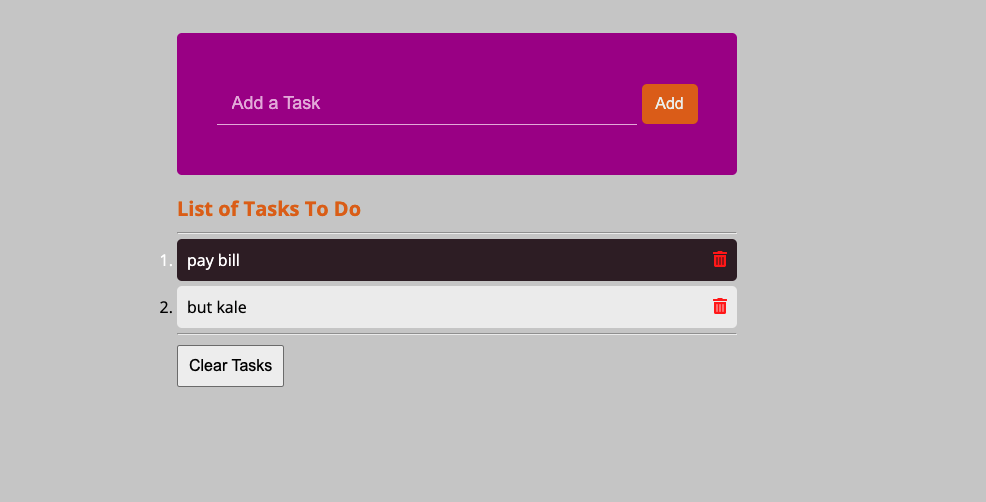 Add a Task
Add
List of Tasks To Do
1. pay bill
2. but kale
Clear Tasks